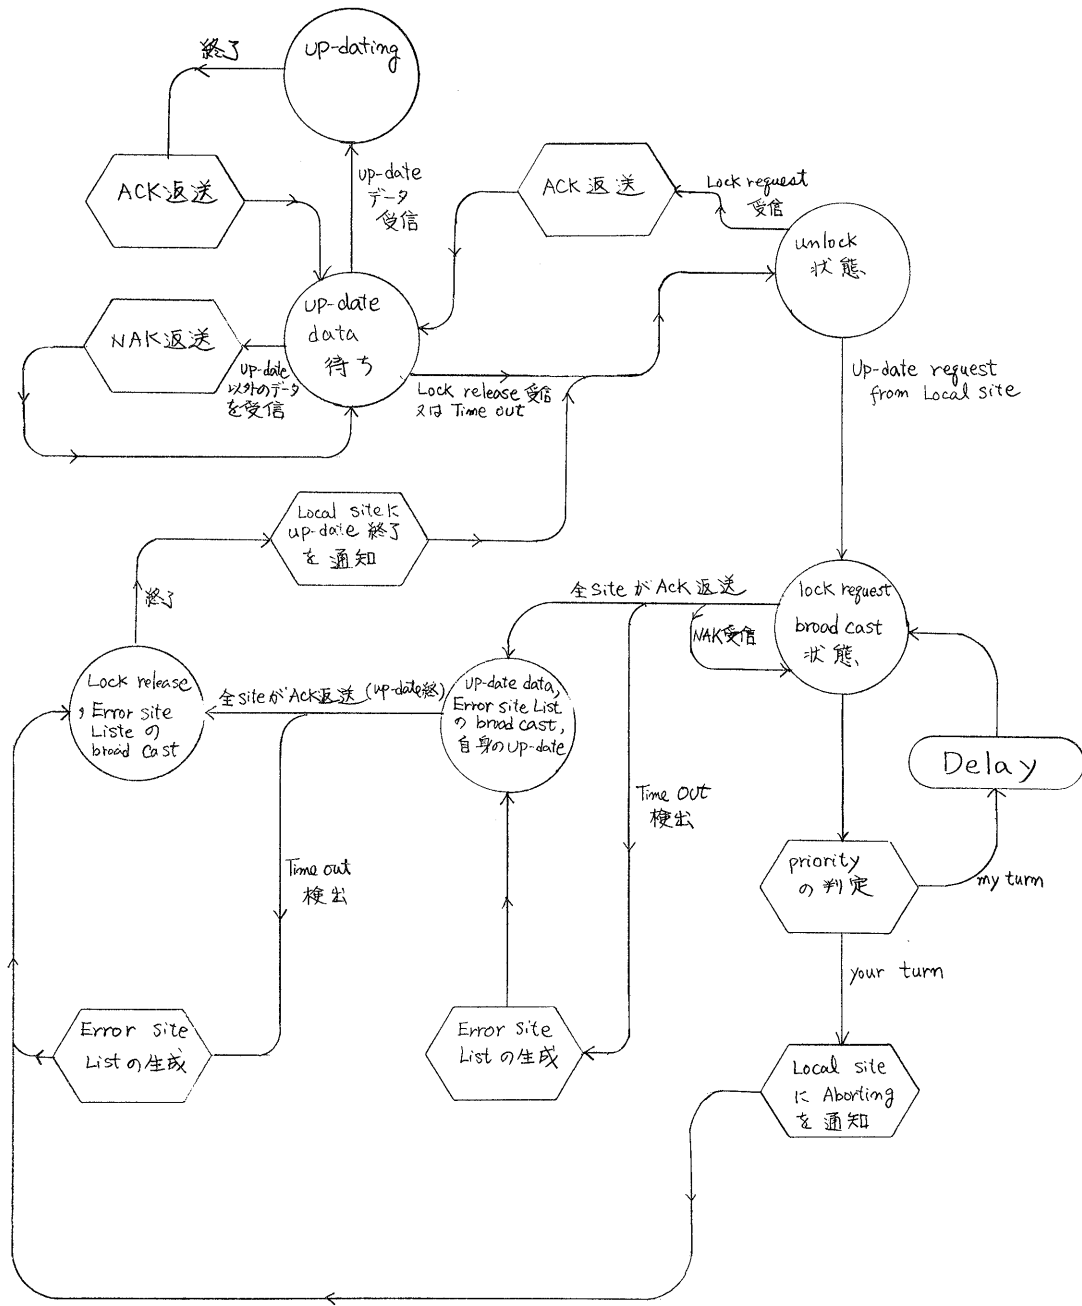 up-dating
終了
ACK返送
up-date
データ
受信
ACK返送
Lock request
受信
unlock
状態
up-date
data
待ち
NAK返送
up-date
以外のデータ
を受信
Lock release 受信
又は Time out
Up-date request
from Local site
Local siteに
up-date 終了
を通知
終了
全siteがAck返送
NAK受信
lock request
broad cast
状態
Lock release
, Error site
Liste の
broad cast
全siteがACK返送(up-date終)
up-date data,
Error site List
の broad cast,
自身のup-date
Delay
Time out
検出
Time out
検出
priority
の判定
my turn
your turn
Error site
Listの生成
Error site
Listの生成
Local site
に Aborting
を通知